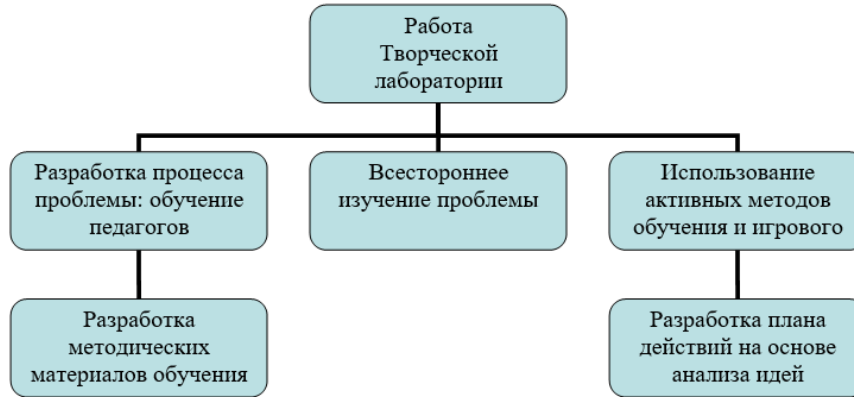 Работа
Творческой
лаборатории
Разработка процесса
проблемы: обучение
педагогов
Всестороннее
изучение проблемы
Использование
активных методов
обучения и игрового
Разработка
методических
материалов обучения
Разработка плана
действий на основе
анализа идей